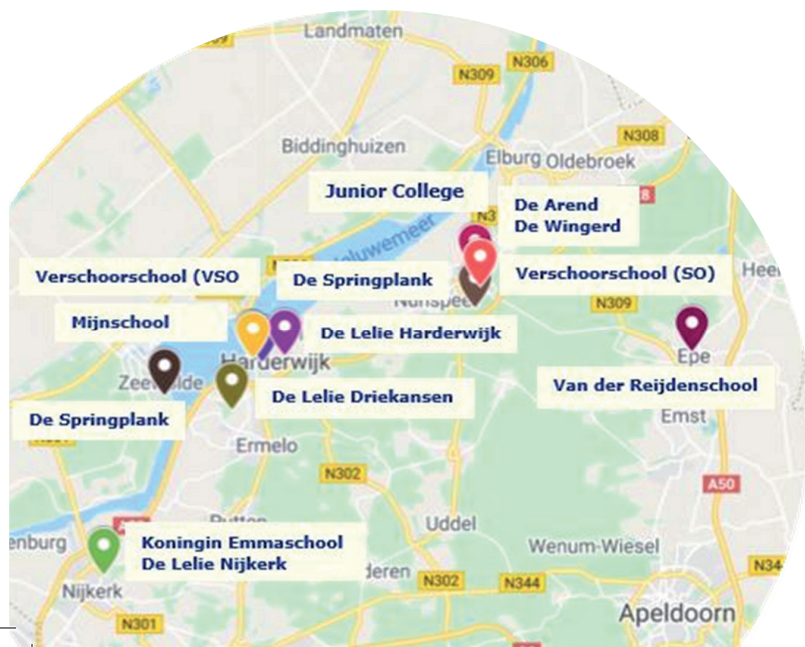 Landmaten
N306
N309
N308
Biddinghuizen
Elburg Oldebroek
Junior College
De Arend
De Wingerd
Verschoorschool (VSO
De Springplank
Verschoorschool (SO)
N309
Mijnschool
De Lelie Harderwijk
Harderwijk
Epe
Van der Reijdenschool
De Lelie Driekansen
De Springplank
Emst
Ermelo
N302
A50
Uddel
Koningin Emmaschool
De Lelie Nijkerk
Wenum-Wiesel
N302
N344
Nijkerk
Apeldoorn
N301